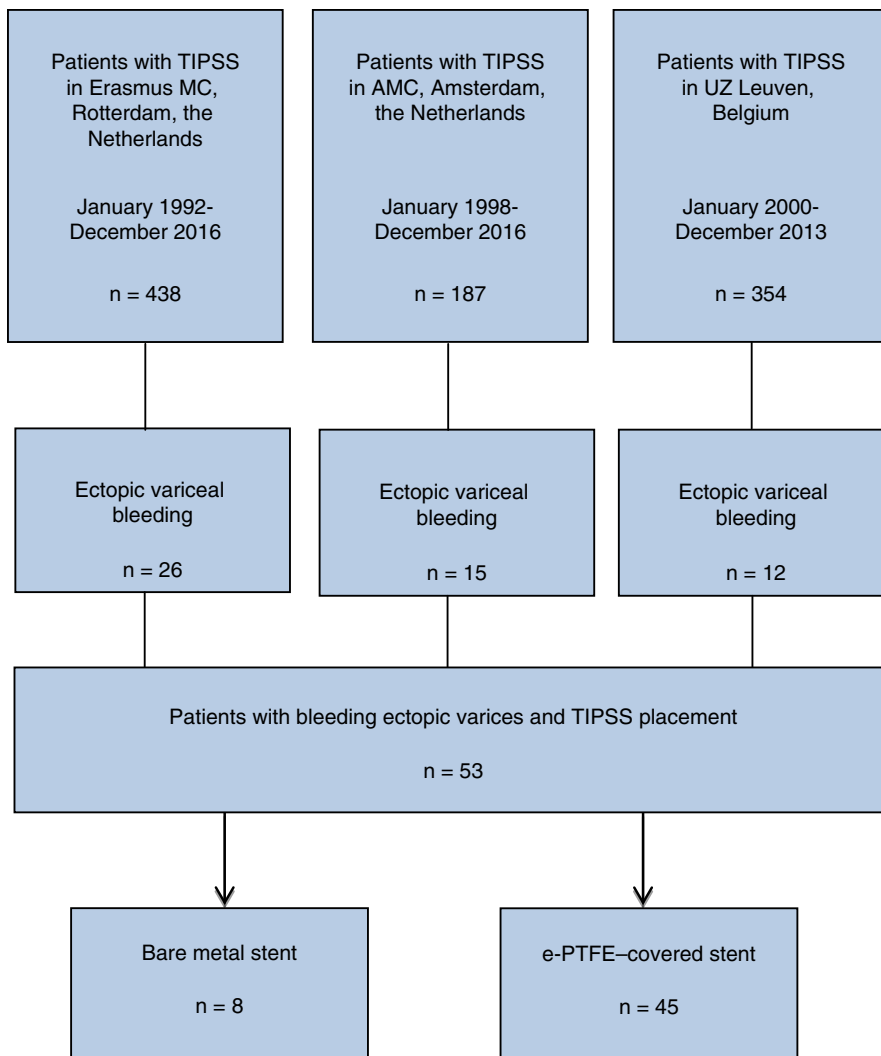 Patients with TIPSS
in Erasmus MC,
Rotterdam, the
Netherlands
January 1992-
December 2016
n = 438
Patients with TIPSS
in AMC, Amsterdam,
the Netherlands
January 1998-
December 2016
n = 187
Patients with TIPSS
in UZ Leuven,
Belgium
January 2000-
December 2013
n = 354
Ectopic variceal
bleeding
n = 26
Ectopic variceal
bleeding
n = 15
Ectopic variceal
bleeding
n = 12
Patients with bleeding ectopic varices and TIPSS placement
n = 53
Bare metal stent
n = 8
e-PTFE–covered stent
n = 45